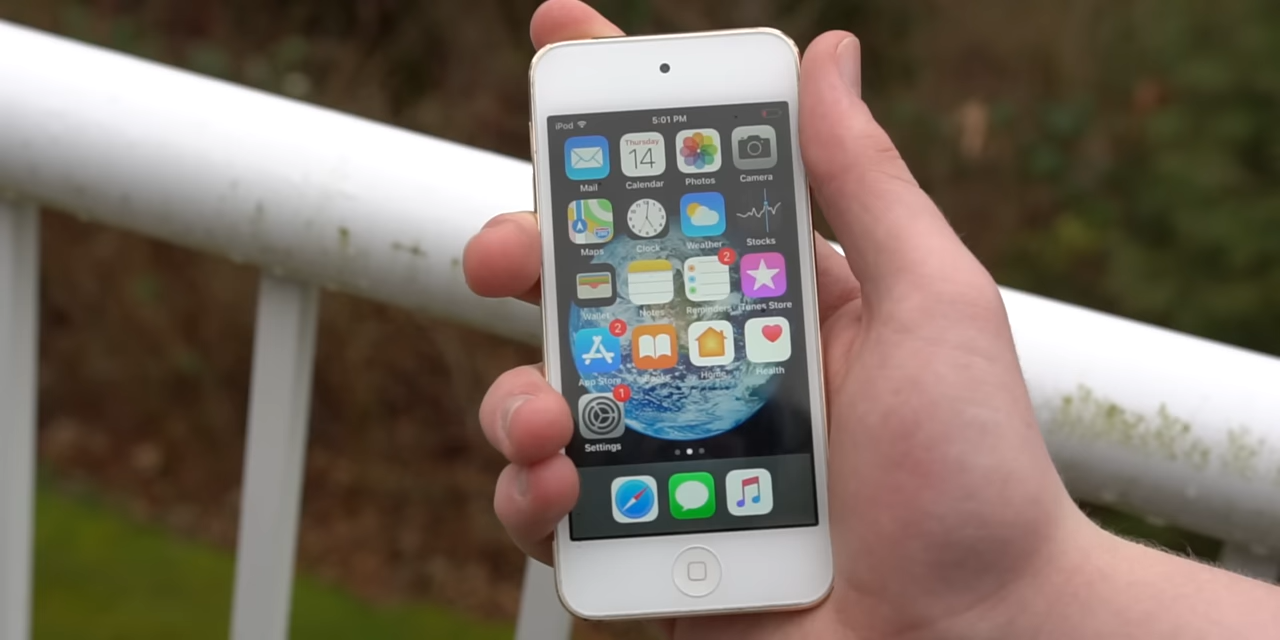 iPod 5:01 PM
Thursday
14
Mail Calendar Photos Camera
Maps Clock Weather Stocks
2
Wallet Notes Reminders iTunes Store
2
App Store Books Home Health
1
Settings